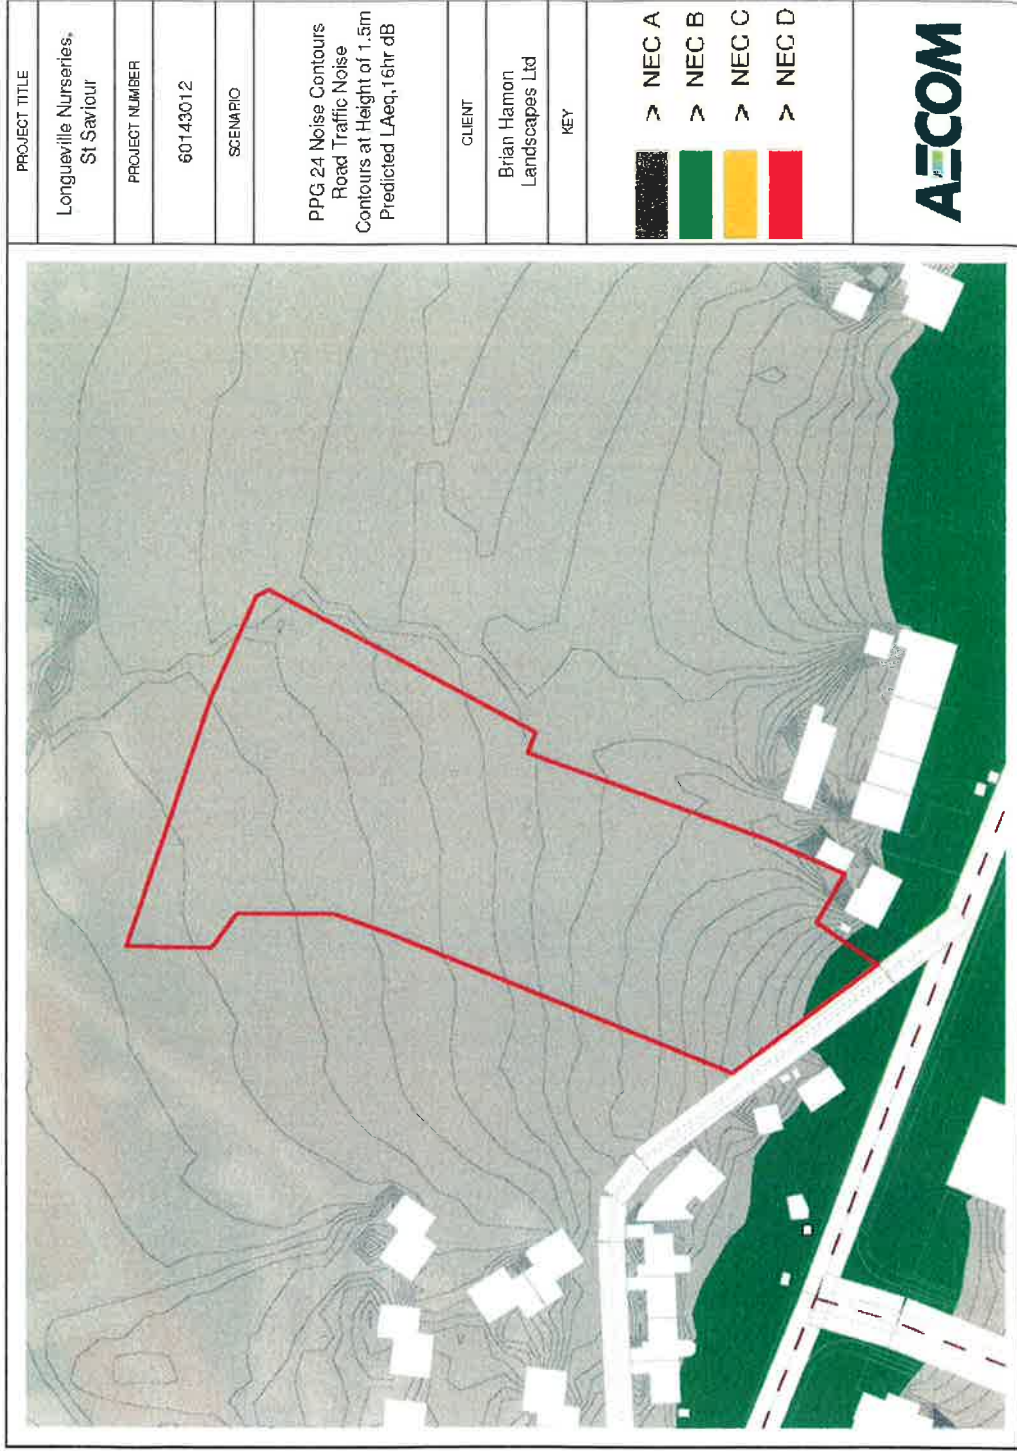 PROJECT TITLE
Longueville Nurseries,
St Saviour
PROJECT NUMBER
60143012
SCENARIO
PPG 24 Noise Contours
Road Traffic Noise
Contours at Height of 1.5m
Predicted LAeq,16hr dB
CLIENT
Brian Hamon
Landscapes Ltd
KEY
> NEC A
> NEC B
> NEC C
> NEC D
AECOM